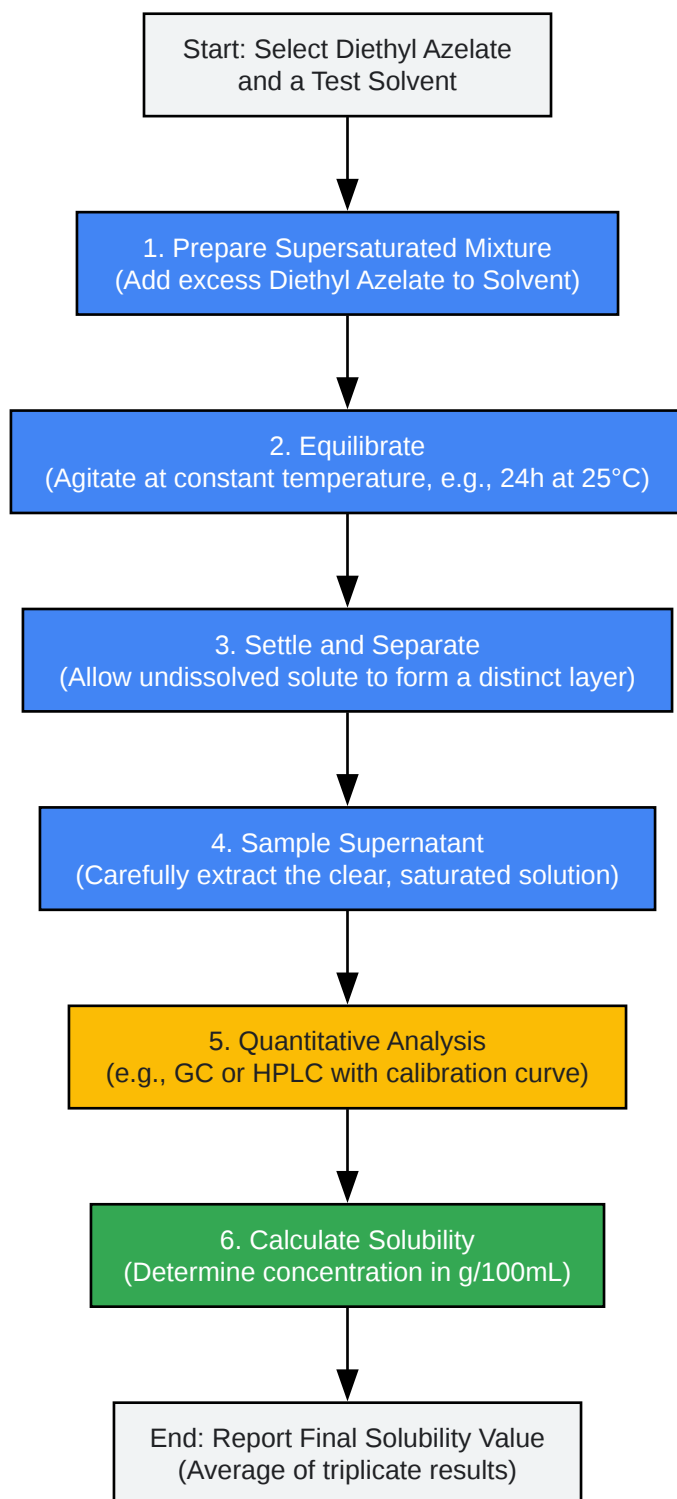 Start: Select Diethyl Azelate
and a Test Solvent
1. Prepare Supersaturated Mixture
(Add excess Diethyl Azelate to Solvent)
2. Equilibrate
(Agitate at constant temperature, e.g., 24h at 25°C)
3. Settle and Separate
(Allow undissolved solute to form a distinct layer)
4. Sample Supernatant
(Carefully extract the clear, saturated solution)
5. Quantitative Analysis
(e.g., GC or HPLC with calibration curve)
6. Calculate Solubility
(Determine concentration in g/100mL)
End: Report Final Solubility Value
(Average of triplicate results)